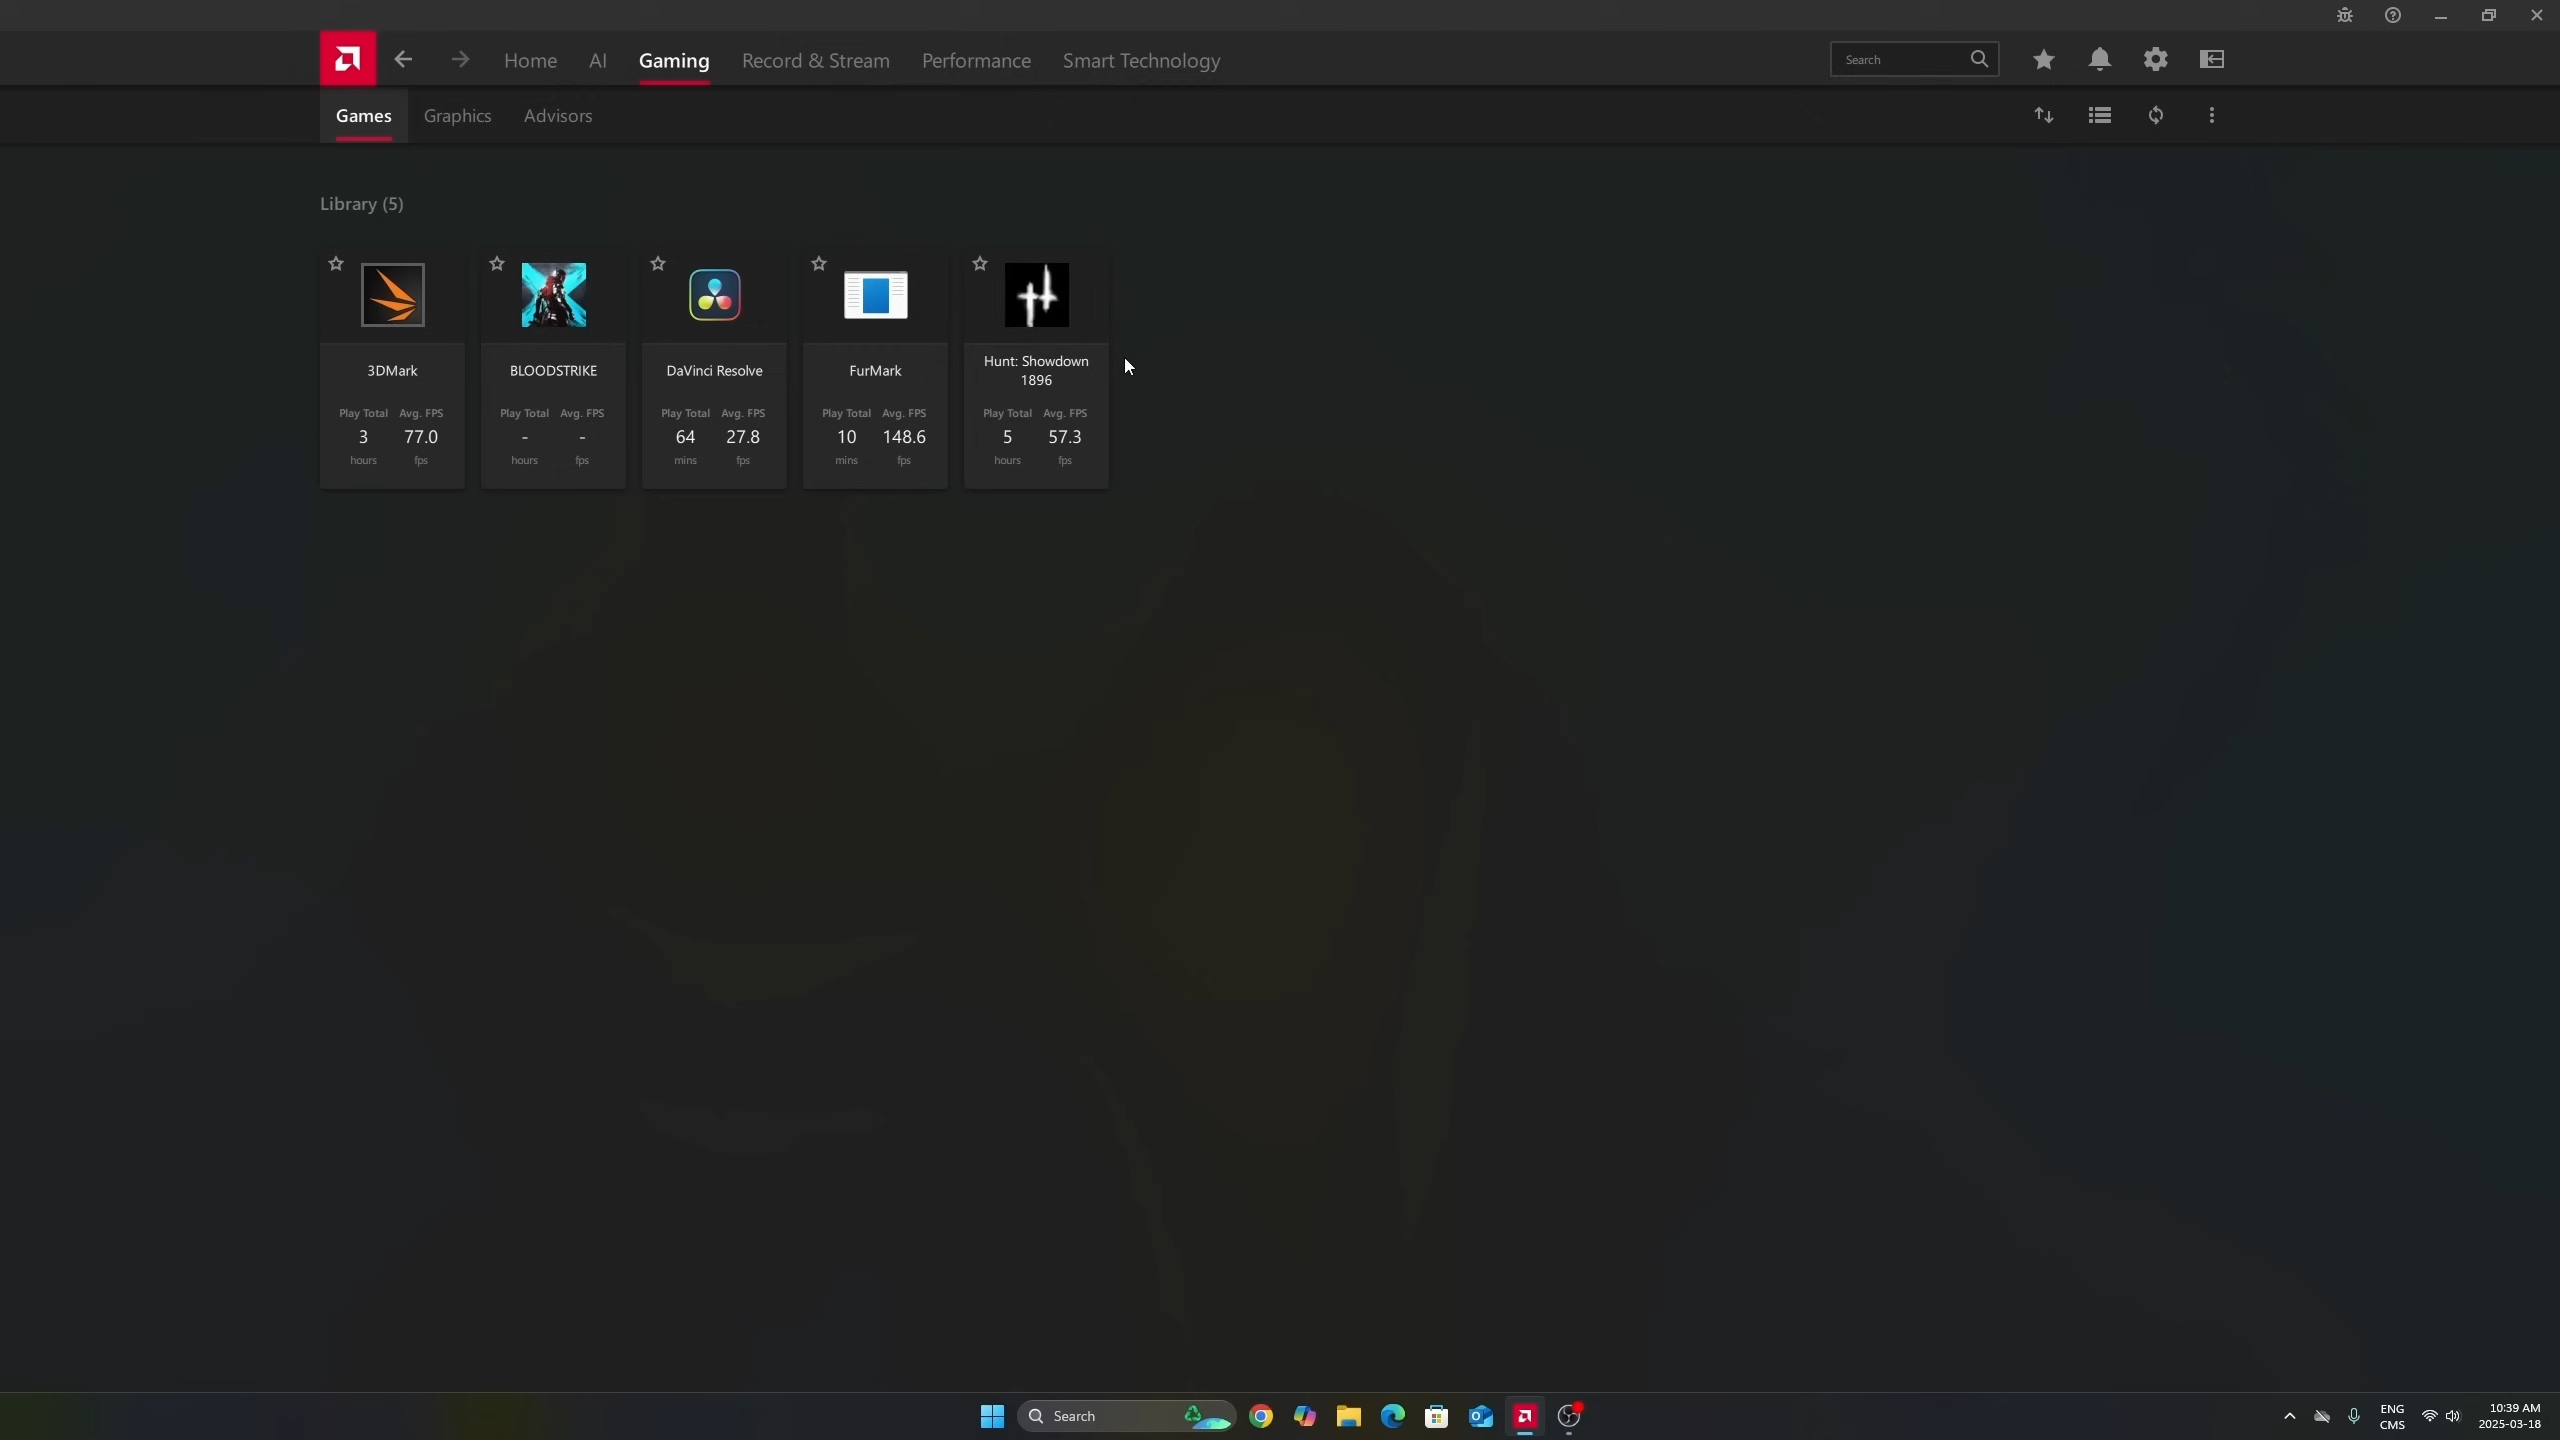 Home AI Gaming Record & Stream Performance Smart Technology Search
Games Graphics Advisors
Library (5)
3DMark
Play Total Avg. FPS
3 77.0
hours fps
BLOODSTRIKE
Play Total Avg. FPS
- -
hours fps
DaVinci Resolve
Play Total Avg. FPS
64 27.8
mins fps
FurMark
Play Total Avg. FPS
10 148.6
mins fps
Hunt: Showdown
1896
Play Total Avg. FPS
5 57.3
hours fps
Search
ENG
CMS
10:39 AM
2025-03-18